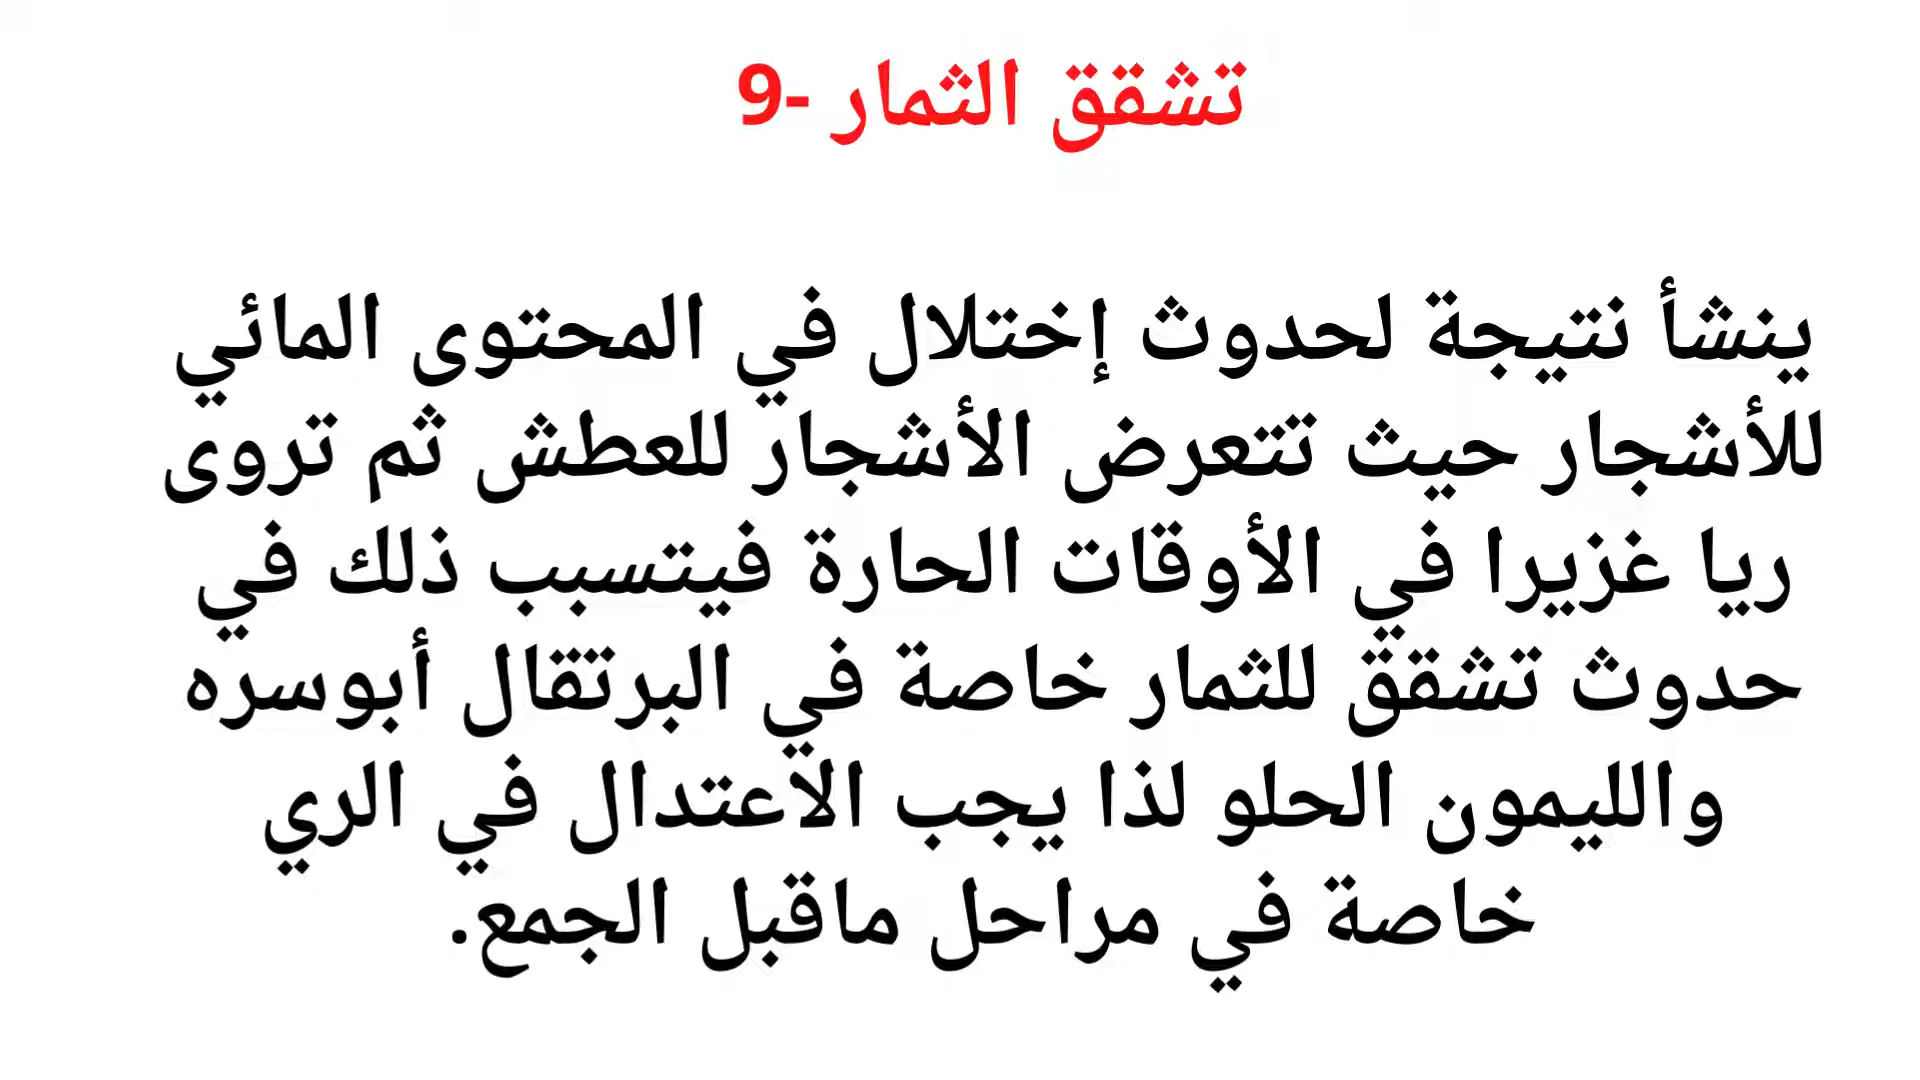 9- تشقق الثمار
ينشأ نتيجة لحدوث إختلال في المحتوى المائي
للأشجار حيث تتعرض الأشجار للعطش ثم تروى
ريا غزيرا في الأوقات الحارة فيتسبب ذلك في
حدوث تشقق للثمار خاصة في البرتقال أبوسره
والليمون الحلو لذا يجب الاعتدال في الري
خاصة في مراحل ماقبل الجمع.